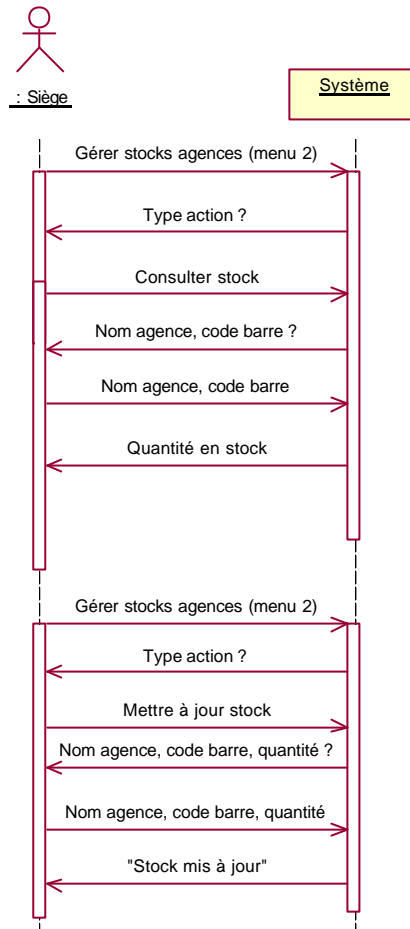 : Siège
Système
Gérer stocks agences (menu 2)
Type action ?
Consulter stock
Nom agence, code barre ?
Nom agence, code barre
Quantité en stock
Gérer stocks agences (menu 2)
Type action ?
Mettre à jour stock
Nom agence, code barre, quantité ?
Nom agence, code barre, quantité
"Stock mis à jour"